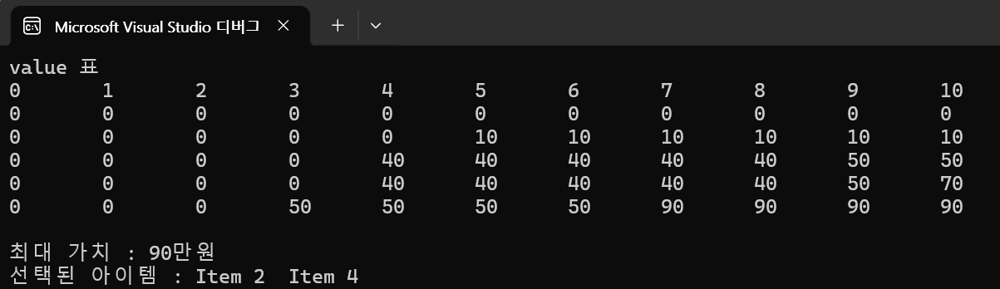 Microsoft Visual Studio 디버그
value 표
0 1 2 3 4 5 6 7 8 9 10
0 0 0 0 0 0 0 0 0 0 0
0 0 0 0 0 10 10 10 10 10 10
0 0 0 0 40 40 40 40 40 50 50
0 0 0 0 40 40 40 40 40 50 70
0 0 0 50 50 50 50 90 90 90 90
최대 가치 : 90만원
선택된 아이템 : Item 2 Item 4